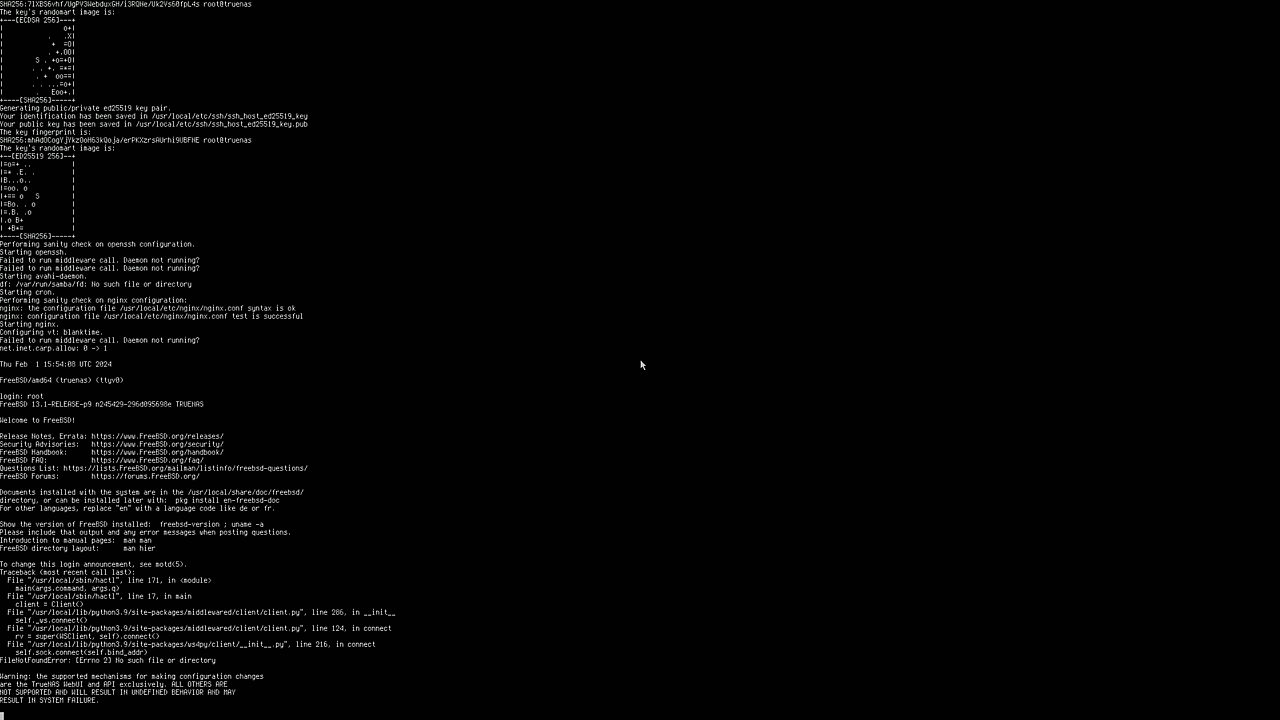 The key's randomart image is:
+---[ECDSA 256]---+
|               o+|
|           .   .X|
|            +  =O|
|           . +.OO|
|        S . +o=+O|
|       . . +. =*=|
|        . +  oo==|
|       . . ...=o+|
|        .   Eoo+.|
+----[SHA256]-----+
Generating public/private ed25519 key pair.
Your identification has been saved in /usr/local/etc/ssh/ssh_host_ed25519_key
Your public key has been saved in /usr/local/etc/ssh/ssh_host_ed25519_key.pub
The key fingerprint is:
root@truenas
The key's randomart image is:
+--[ED25519 256]--+
|=o=+ ..          |
|=* .E. .         |
|B...o..          |
|=oo. o           |
|+== o   S        |
|=Bo. . o         |
|=.B. .o          |
|.o B+            |
| +B+=            |
+----[SHA256]-----+
Performing sanity check on openssh configuration.
Starting openssh.
Failed to run middleware call. Daemon not running?
Failed to run middleware call. Daemon not running?
Starting avahi-daemon.
df: /var/run/samba/fd: No such file or directory
Starting cron.
Performing sanity check on nginx configuration:
nginx: the configuration file /usr/local/etc/nginx/nginx.conf syntax is ok
nginx: configuration file /usr/local/etc/nginx/nginx.conf test is successful
Starting nginx.
Configuring vt: blanktime.
Failed to run middleware call. Daemon not running?
net.inet.carp.allow: 0 -> 1
Thu Feb  1 15:54:08 UTC 2024
FreeBSD/amd64 (truenas) (ttyv0)
login: root
FreeBSD 13.1-RELEASE-p9 n245429-296d095698e TRUENAS
Welcome to FreeBSD!
Release Notes, Errata: https://www.FreeBSD.org/releases/
Security Advisories:   https://www.FreeBSD.org/security/
FreeBSD Handbook:      https://www.FreeBSD.org/handbook/
FreeBSD FAQ:           https://www.FreeBSD.org/faq/
Questions List: https://lists.FreeBSD.org/mailman/listinfo/freebsd-questions/
FreeBSD Forums:        https://forums.FreeBSD.org/
Documents installed with the system are in the /usr/local/share/doc/freebsd/
directory, or can be installed later with:  pkg install en-freebsd-doc
For other languages, replace "en" with a language code like de or fr.
Show the version of FreeBSD installed:  freebsd-version ; uname -a
Please include that output and any error messages when posting questions.
Introduction to manual pages:  man man
FreeBSD directory layout:      man hier
To change this login announcement, see motd(5).
Traceback (most recent call last):
  File "/usr/local/sbin/hactl", line 171, in <module>
    main(args.command, args.q)
  File "/usr/local/sbin/hactl", line 17, in main
    client = Client()
  File "/usr/local/lib/python3.9/site-packages/middlewared/client/client.py", line 286, in __init__
    self._ws.connect()
  File "/usr/local/lib/python3.9/site-packages/middlewared/client/client.py", line 124, in connect
    rv = super(WSClient, self).connect()
  File "/usr/local/lib/python3.9/site-packages/ws4py/client/__init__.py", line 216, in connect
    self.sock.connect(self.bind_addr)
FileNotFoundError: [Errno 2] No such file or directory
Warning: the supported mechanisms for making configuration changes
are the TrueNAS WebUI and API exclusively. ALL OTHERS ARE
NOT SUPPORTED AND WILL RESULT IN UNDEFINED BEHAVIOR AND MAY
RESULT IN SYSTEM FAILURE.